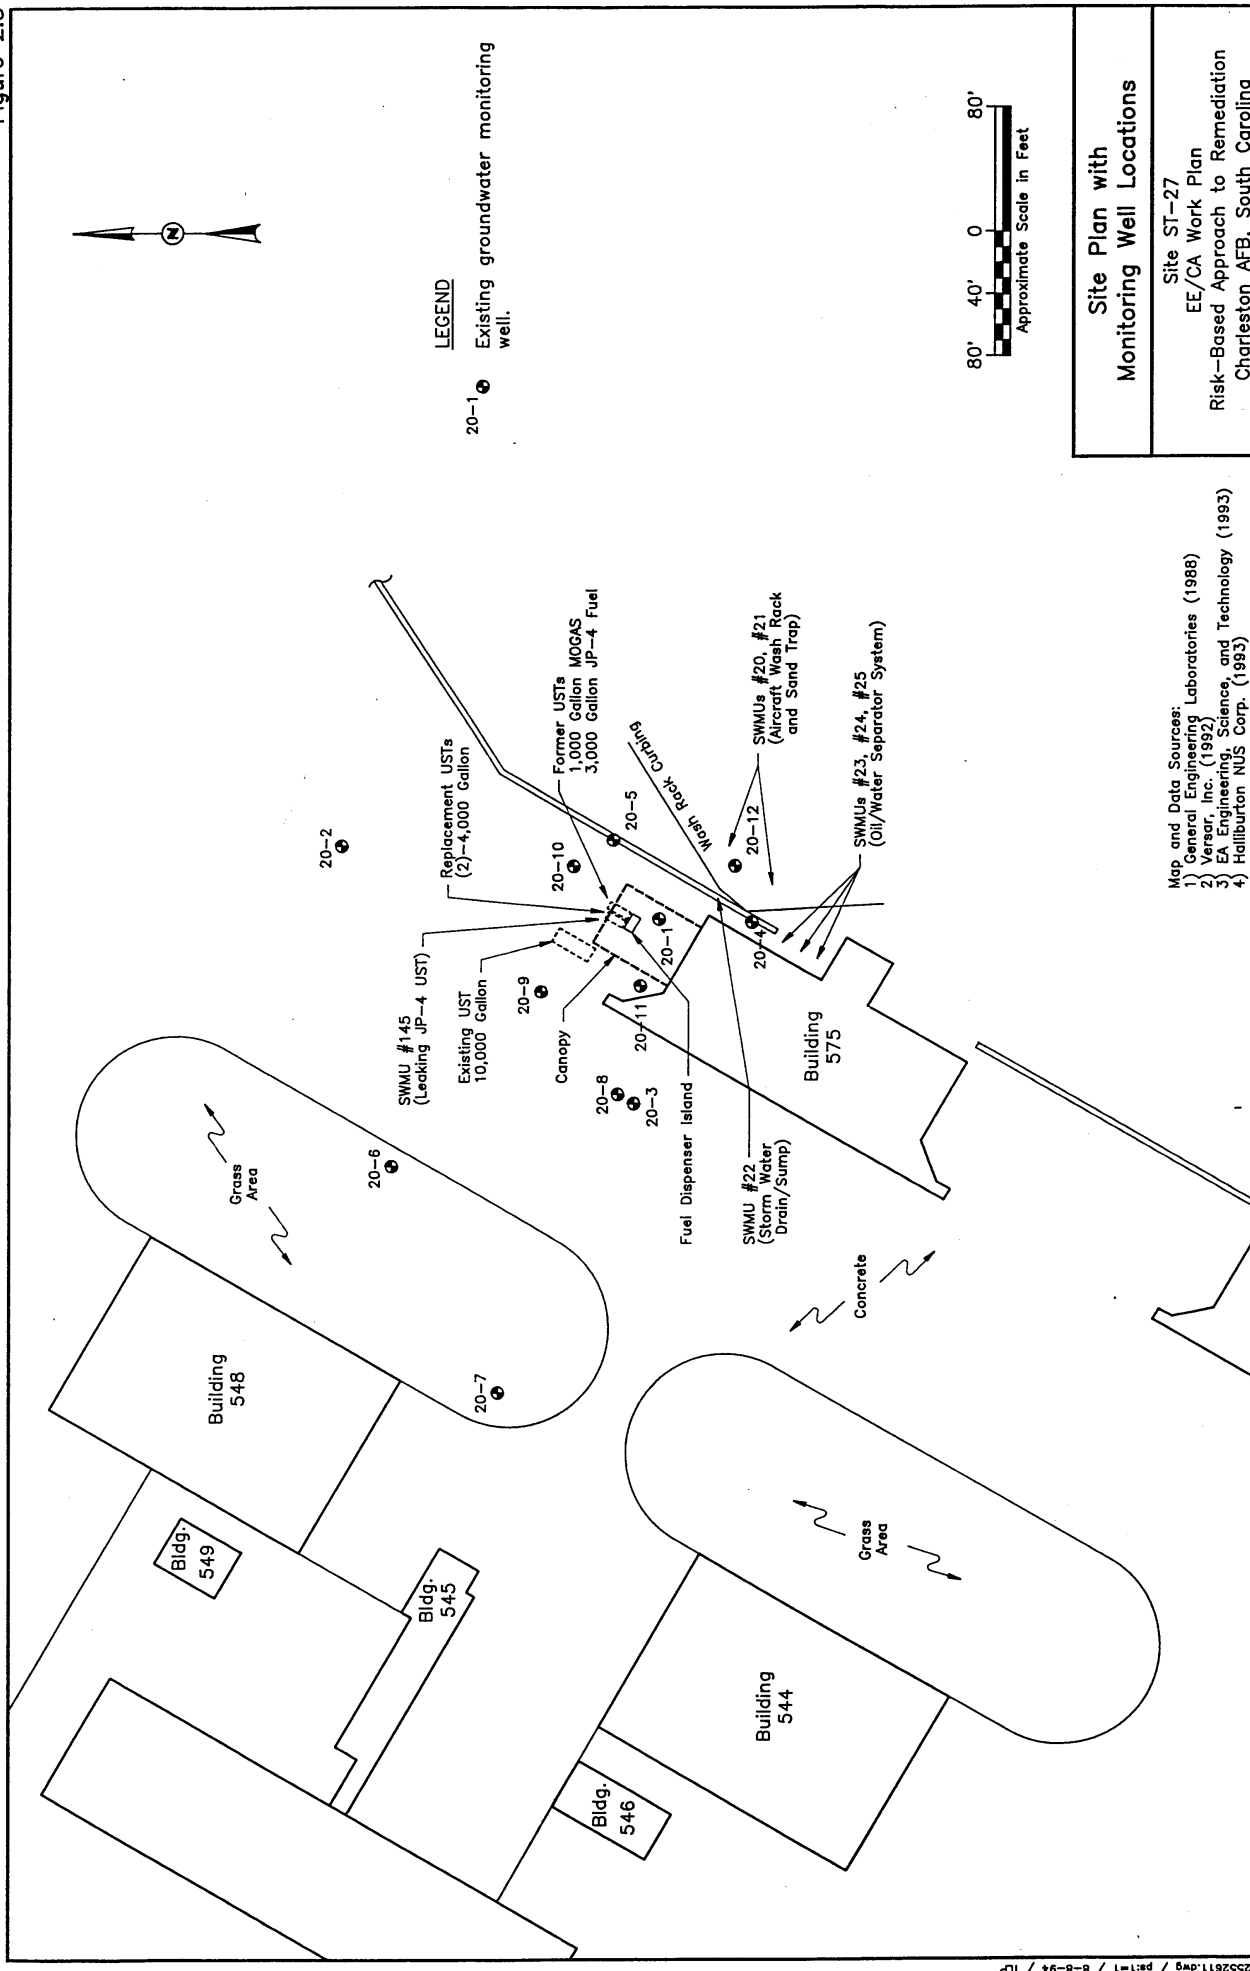 Figure 2.3
N
LEGEND
20-1
Existing groundwater monitoring
well.
80' 40' 0 80'
Approximate Scale in Feet
Site Plan with
Monitoring Well Locations
Site ST-27
EE/CA Work Plan
Risk-Based Approach to Remediation
Charleston AFB, South Carolina
Map and Data Sources:
1) General Engineering Laboratories (1988)
2) Versar, Inc. (1992)
3) EA Engineering, Science, and Technology (1993)
4) Halliburton NUS Corp. (1993)
20-2
Replacement USTs
(2)-4,000 Gallon
Former USTs
1,000 Gallon MOGAS
3,000 Gallon JP-4 Fuel
SWMU #145
(Leaking JP-4 UST)
Existing UST
10,000 Gallon
Canopy
20-10
20-5
20-9
20-1
20-11
20-8
20-3
Fuel Dispenser Island
Wash Rack Curbing
SWMUs #20, #21
(Aircraft Wash Rack
and Sand Trap)
20-12
20-4
SWMUs #23, #24, #25
(Oil/Water Separator System)
SWMU #22
(Storm Water
Drain/Sump)
Building
575
Grass
Area
20-6
20-7
Building
548
Bldg.
549
Bldg.
545
Concrete
Grass
Area
Building
544
Bldg.
546
2552611.dwg / ps:1=1 / 8-8-94 /